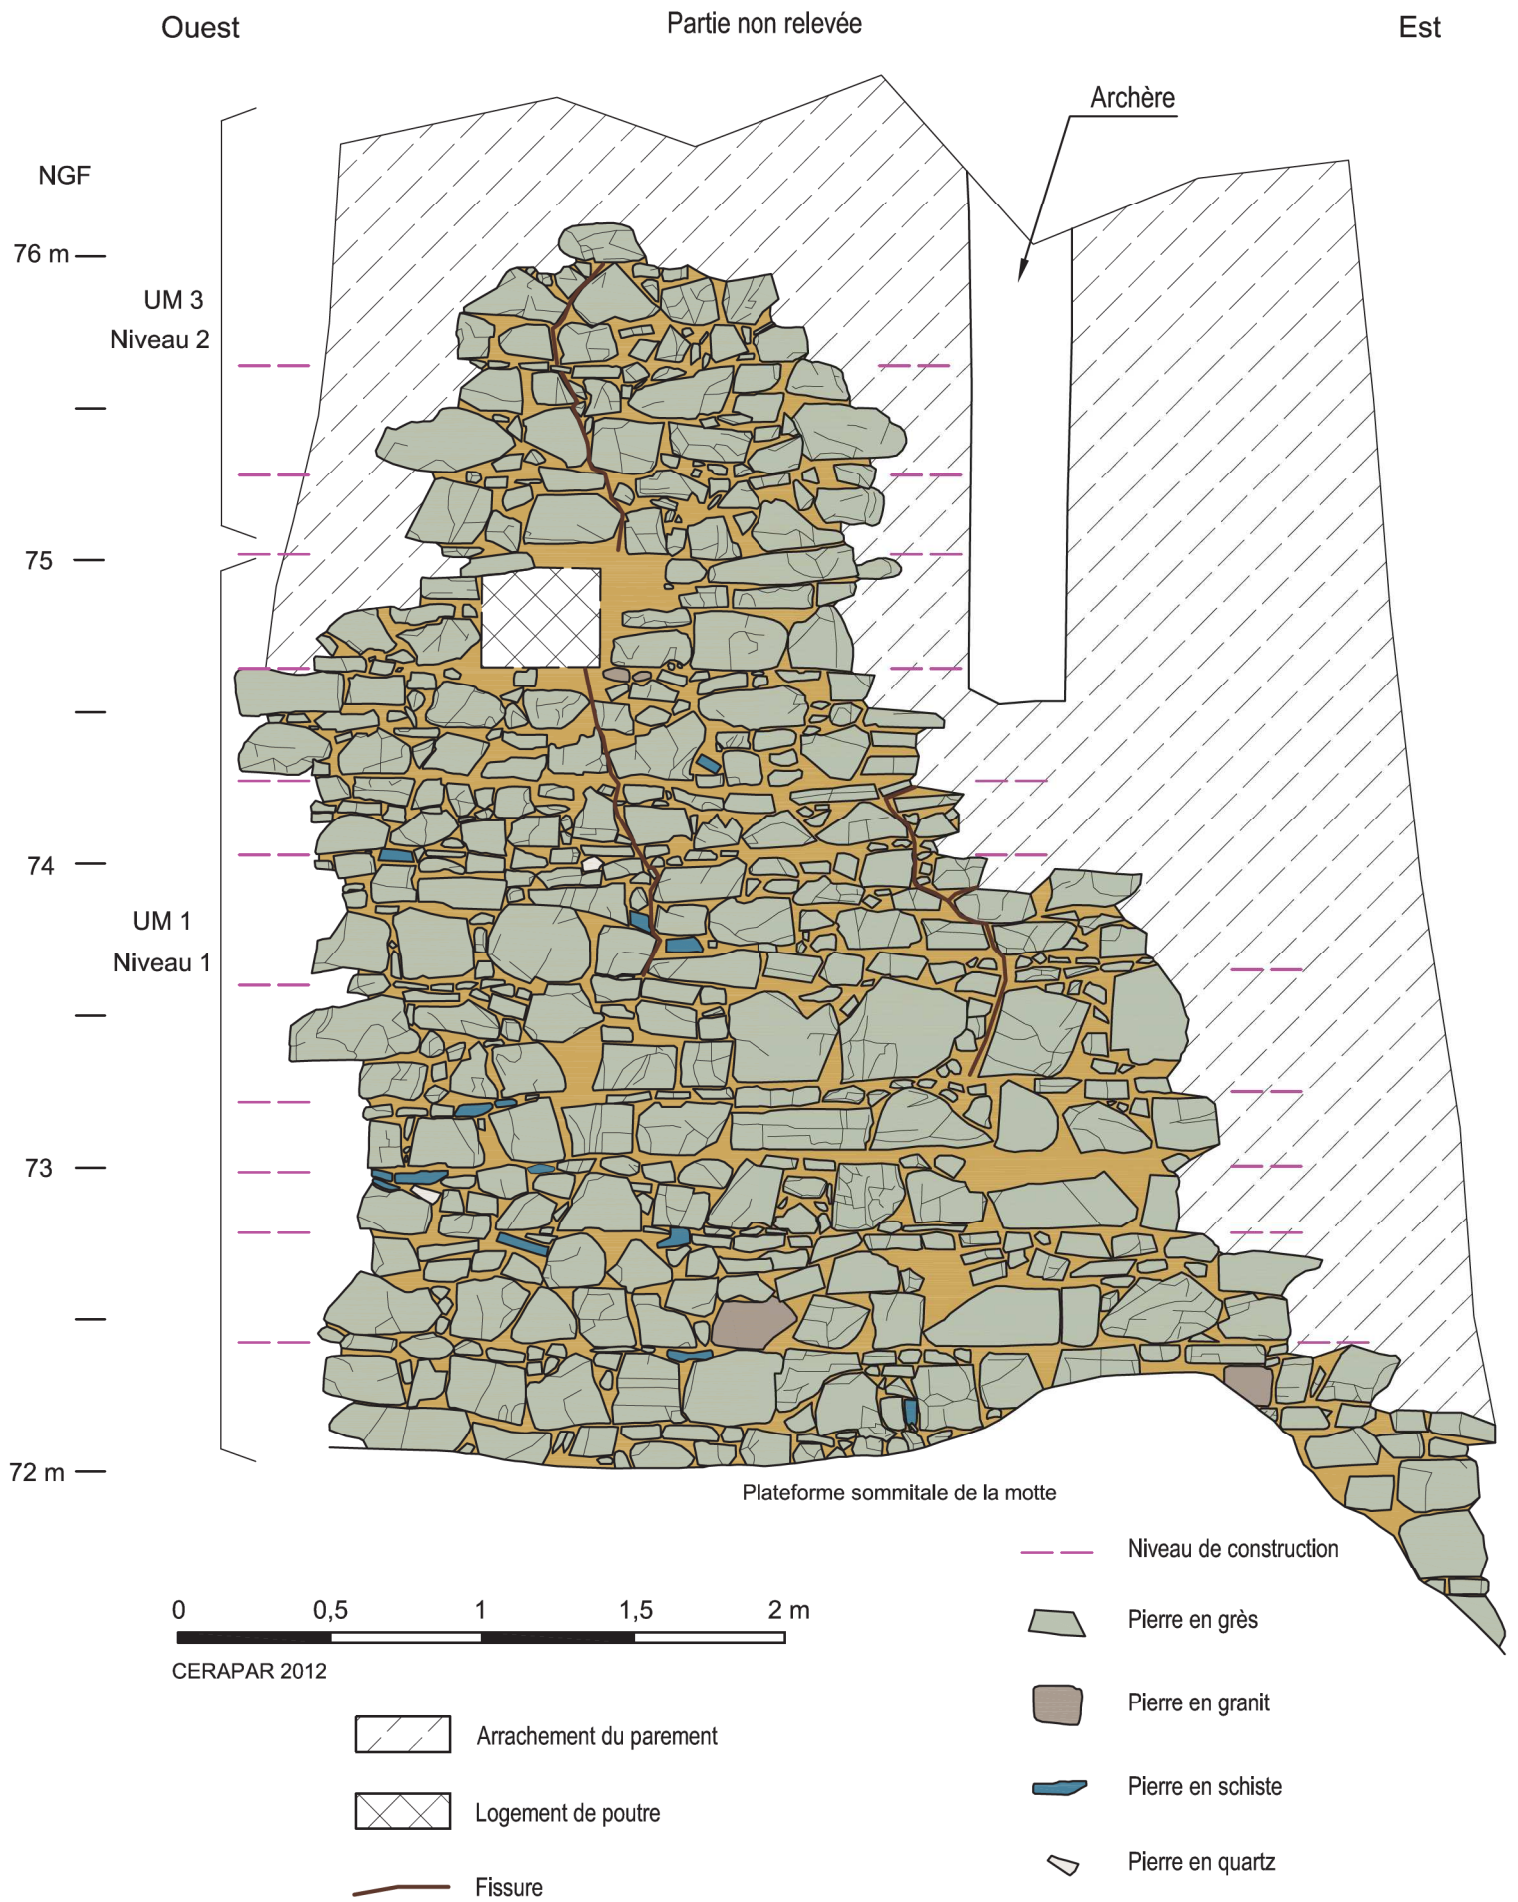 Ouest
Partie non relevée
Est
Archère
NGF
76 m
UM 3
Niveau 2
75
74
UM 1
Niveau 1
73
72 m
Plateforme sommitale de la motte
Niveau de construction
0 0,5 1 1,5 2 m
Pierre en grès
CERAPAR 2012
Pierre en granit
Arrachement du parement
Pierre en schiste
Logement de poutre
Pierre en quartz
Fissure